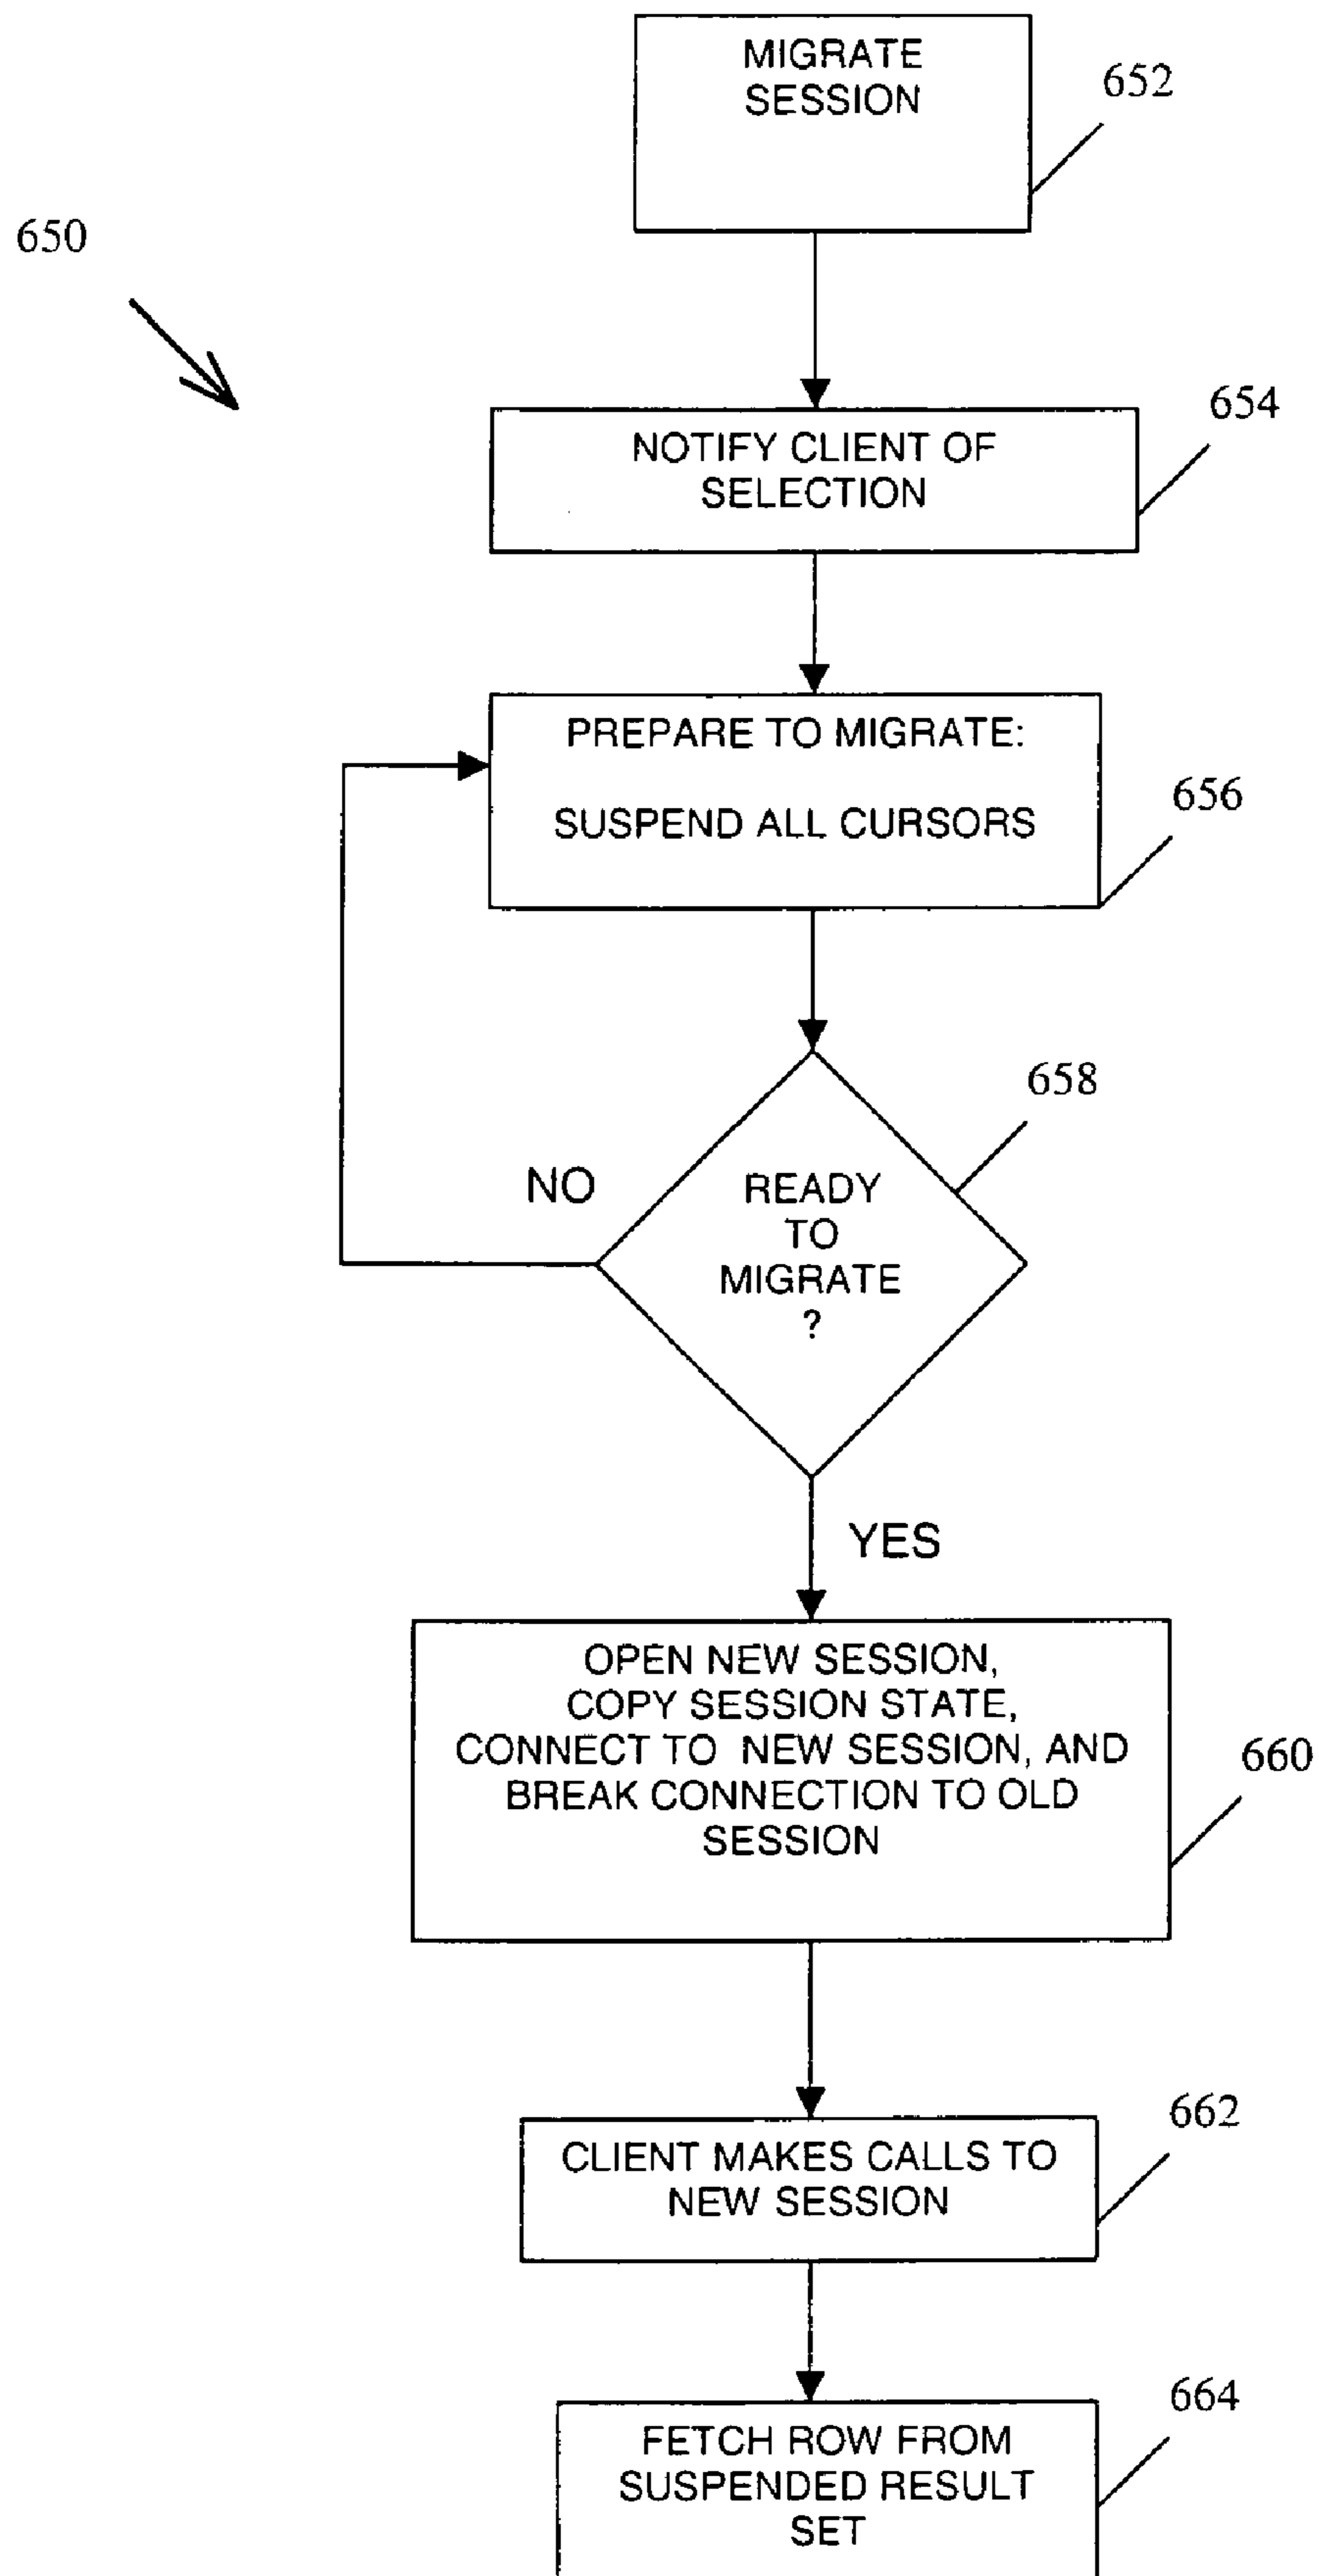 MIGRATE
SESSION
652
650
654
NOTIFY CLIENT OF
SELECTION
PREPARE TO MIGRATE:
SUSPEND ALL CURSORS
656
658
NO
READY
TO
MIGRATE
?
YES
OPEN NEW SESSION,
COPY SESSION STATE,
CONNECT TO NEW SESSION, AND
BREAK CONNECTION TO OLD
SESSION
660
662
CLIENT MAKES CALLS TO
NEW SESSION
664
FETCH ROW FROM
SUSPENDED RESULT
SET